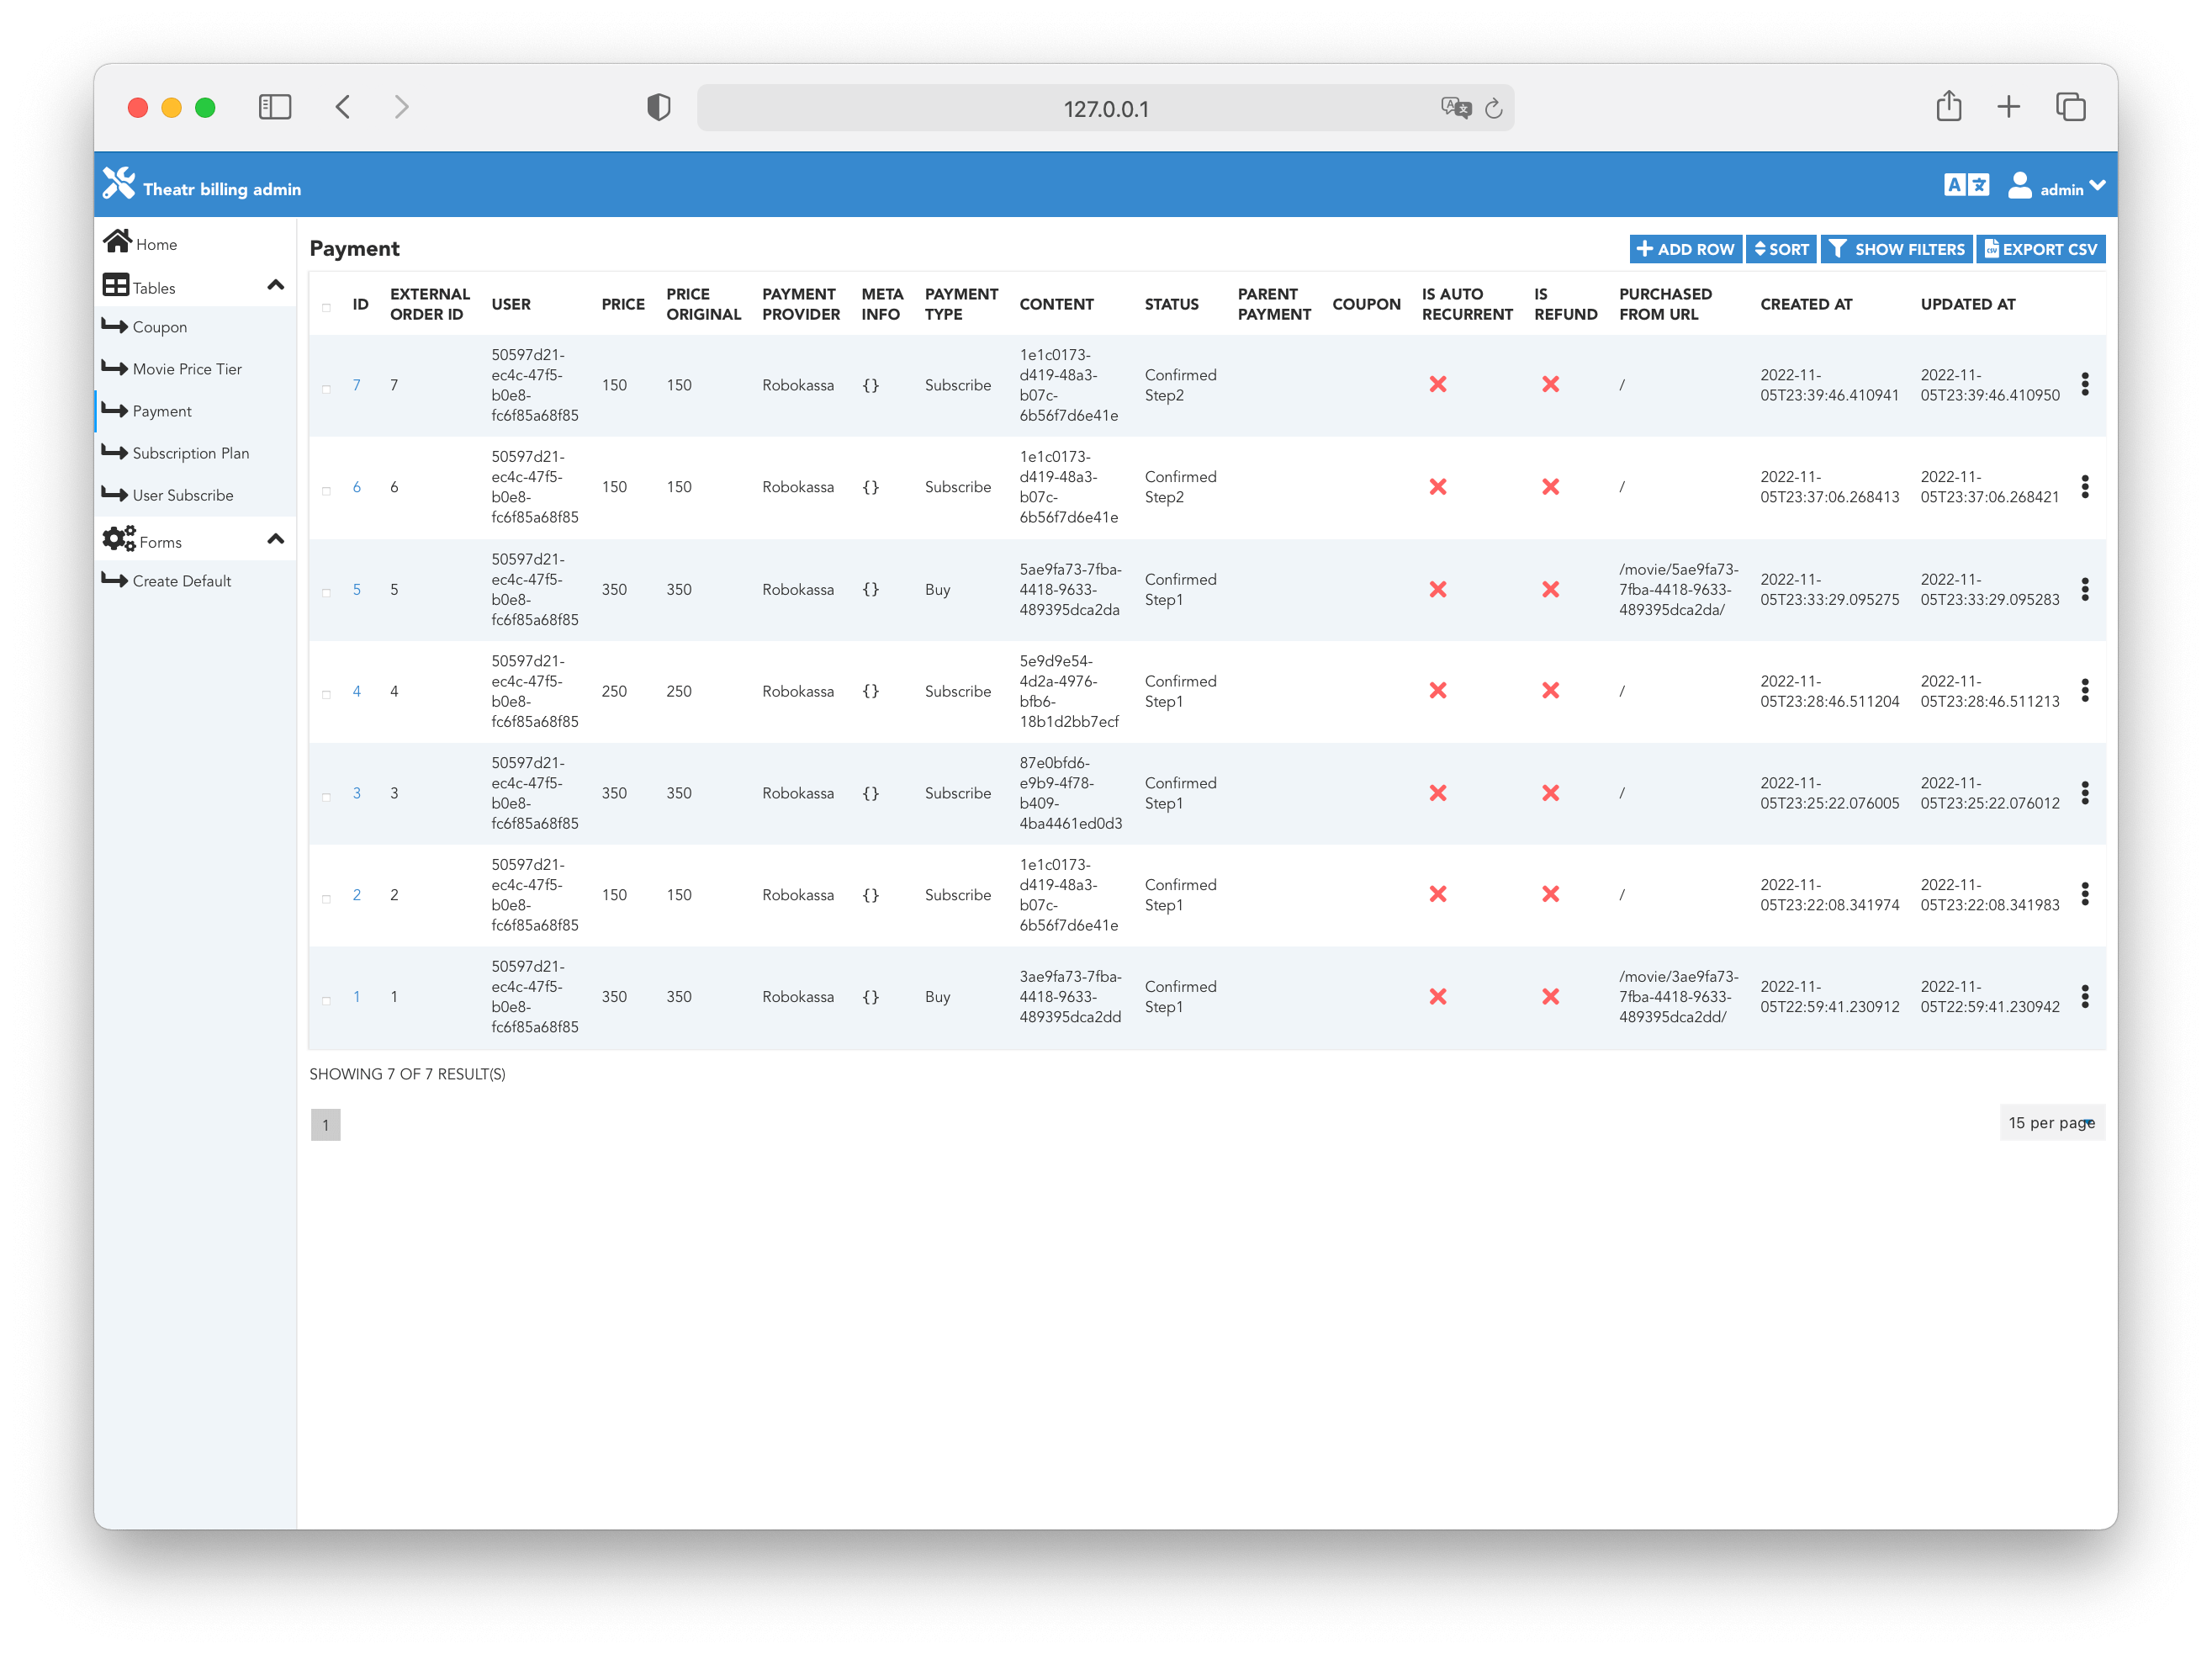 127.0.0.1
Theatr billing admin
admin
Home
Tables
Coupon
Movie Price Tier
Payment
Subscription Plan
User Subscribe
Forms
Create Default
Payment
ADD ROW SORT SHOW FILTERS EXPORT CSV
ID EXTERNAL ORDER ID USER PRICE PRICE ORIGINAL PAYMENT PROVIDER META INFO PAYMENT TYPE CONTENT STATUS PARENT PAYMENT COUPON IS AUTO RECURRENT IS REFUND PURCHASED FROM URL CREATED AT UPDATED AT
7 7 50597d21-ec4c-47f5-b0e8-fc6f85a68f85 150 150 Robokassa {} Subscribe 1e1c0173-d419-48a3-b07c-6b56f7d6e41e Confirmed Step2 / 2022-11-05T23:39:46.410941 2022-11-05T23:39:46.410950
6 6 50597d21-ec4c-47f5-b0e8-fc6f85a68f85 150 150 Robokassa {} Subscribe 1e1c0173-d419-48a3-b07c-6b56f7d6e41e Confirmed Step2 / 2022-11-05T23:37:06.268413 2022-11-05T23:37:06.268421
5 5 50597d21-ec4c-47f5-b0e8-fc6f85a68f85 350 350 Robokassa {} Buy 5ae9fa73-7fba-4418-9633-489395dca2da Confirmed Step1 /movie/5ae9fa73-7fba-4418-9633-489395dca2da/ 2022-11-05T23:33:29.095275 2022-11-05T23:33:29.095283
4 4 50597d21-ec4c-47f5-b0e8-fc6f85a68f85 250 250 Robokassa {} Subscribe 5e9d9e54-4d2a-4976-bfb6-18b1d2bb7ecf Confirmed Step1 / 2022-11-05T23:28:46.511204 2022-11-05T23:28:46.511213
3 3 50597d21-ec4c-47f5-b0e8-fc6f85a68f85 350 350 Robokassa {} Subscribe 87e0bfd6-e9b9-4f78-b409-4ba4461ed0d3 Confirmed Step1 / 2022-11-05T23:25:22.076005 2022-11-05T23:25:22.076012
2 2 50597d21-ec4c-47f5-b0e8-fc6f85a68f85 150 150 Robokassa {} Subscribe 1e1c0173-d419-48a3-b07c-6b56f7d6e41e Confirmed Step1 / 2022-11-05T23:22:08.341974 2022-11-05T23:22:08.341983
1 1 50597d21-ec4c-47f5-b0e8-fc6f85a68f85 350 350 Robokassa {} Buy 3ae9fa73-7fba-4418-9633-489395dca2dd Confirmed Step1 /movie/3ae9fa73-7fba-4418-9633-489395dca2dd/ 2022-11-05T22:59:41.230912 2022-11-05T22:59:41.230942
SHOWING 7 OF 7 RESULT(S)
1
15 per page